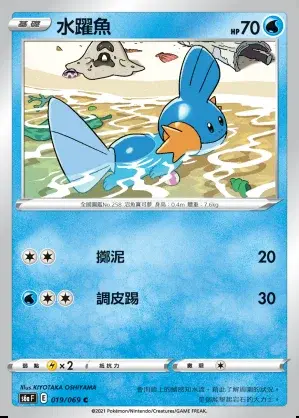 基礎 水躍魚 HP70
全國圖鑑No.258 沼魚寶可夢 身高:0.4m 體重:7.6kg
擲泥 20
調皮踢 30
弱點 ×2 抵抗力 撤退
Illus. KIYOTAKA OSHIYAMA
s6a F E 019/069 C
©2021 Pokémon/Nintendo/Creatures/GAME FREAK.